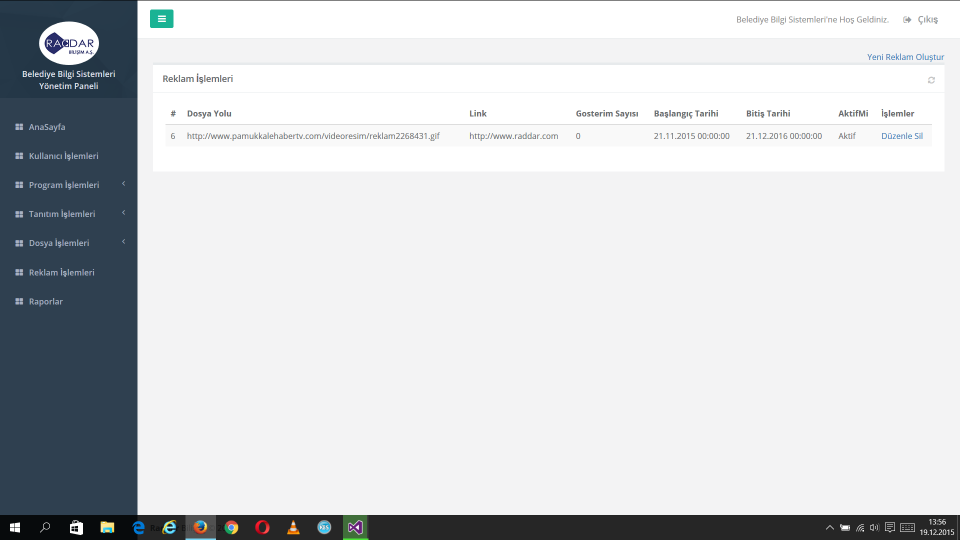 RADDAR
BİLİŞİM A.S.
Belediye Bilgi Sistemleri
Yönetim Paneli
AnaSayfa
Kullanıcı İşlemleri
Program İşlemleri
Tanıtım İşlemleri
Dosya İşlemleri
Reklam İşlemleri
Raporlar
Belediye Bilgi Sistemleri'ne Hoş Geldiniz. Çıkış
Yeni Reklam Oluştur
Reklam İşlemleri
# Dosya Yolu Link Gosterim Sayısı Başlangıç Tarihi Bitiş Tarihi AktifMi İşlemler
6 http://www.pamukkalehabertv.com/videoresim/reklam2268431.gif http://www.raddar.com 0 21.11.2015 00:00:00 21.12.2016 00:00:00 Aktif Düzenle Sil
13:56
19.12.2015